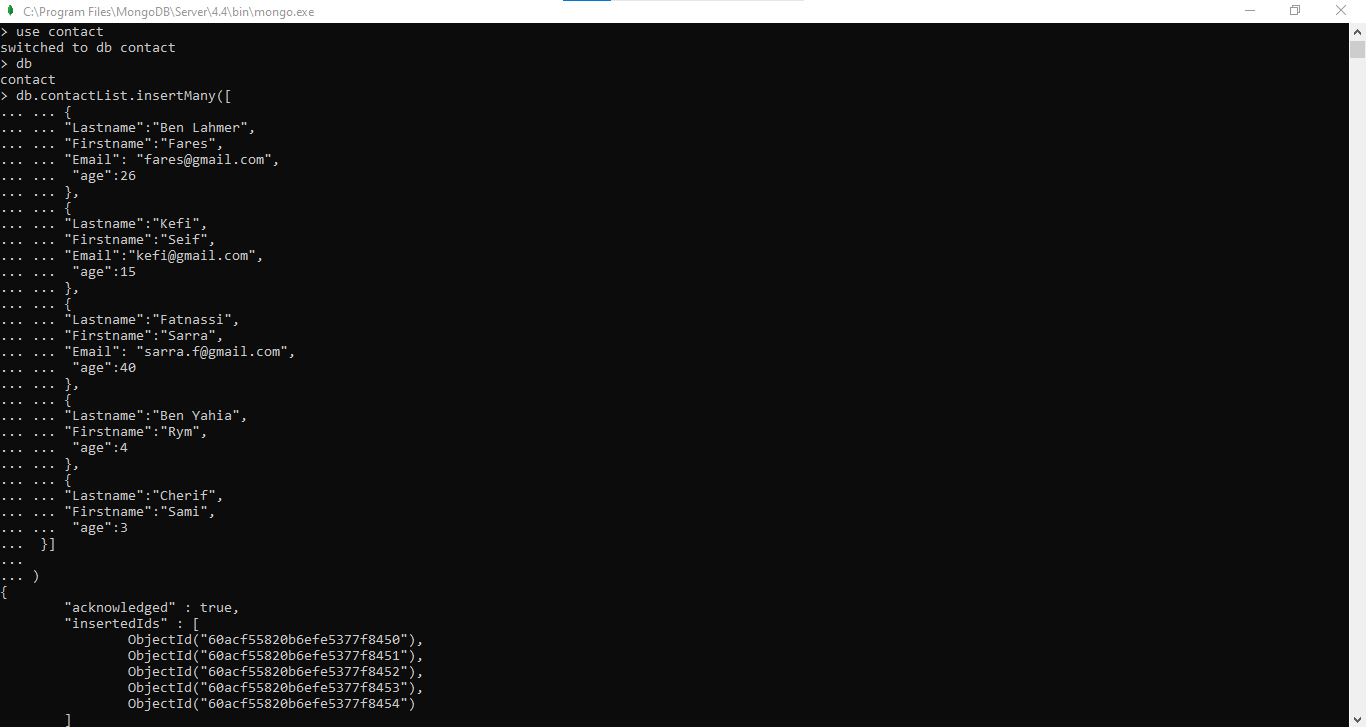 C:\Program Files\MongoDB\Server\4.4\bin\mongo.exe
> use contact
switched to db contact
> db
contact
> db.contactList.insertMany([
... ... {
... ... "Lastname":"Ben Lahmer",
... ... "Firstname":"Fares",
... ... "Email": "fares@gmail.com",
... ...  "age":26
... ... },
... ... {
... ... "Lastname":"Kefi",
... ... "Firstname":"Seif",
... ... "Email":"kefi@gmail.com",
... ...  "age":15
... ... },
... ... {
... ... "Lastname":"Fatnassi",
... ... "Firstname":"Sarra",
... ... "Email": "sarra.f@gmail.com",
... ...  "age":40
... ... },
... ... {
... ... "Lastname":"Ben Yahia",
... ... "Firstname":"Rym",
... ...  "age":4
... ... },
... ... {
... ... "Lastname":"Cherif",
... ... "Firstname":"Sami",
... ...  "age":3
...  }]
...
... )
{
        "acknowledged" : true,
        "insertedIds" : [
                ObjectId("60acf55820b6efe5377f8450"),
                ObjectId("60acf55820b6efe5377f8451"),
                ObjectId("60acf55820b6efe5377f8452"),
                ObjectId("60acf55820b6efe5377f8453"),
                ObjectId("60acf55820b6efe5377f8454")
        ]